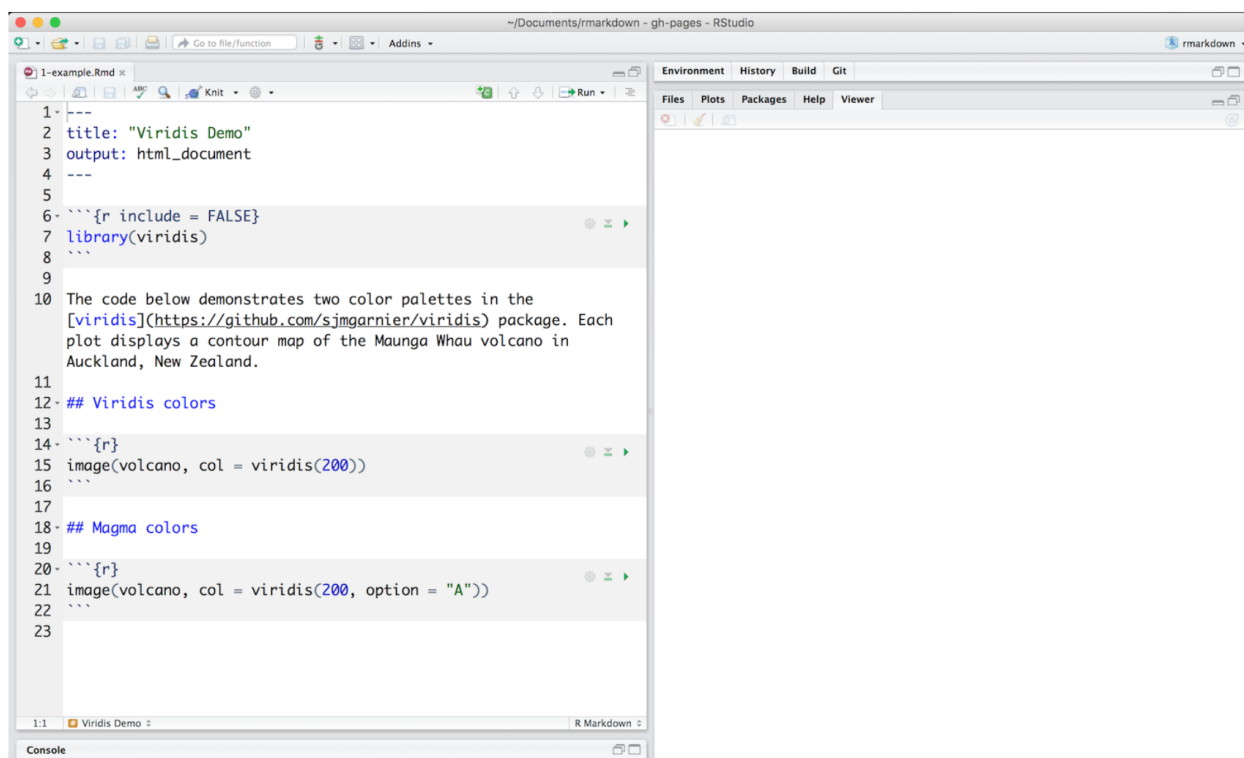 ~/Documents/rmarkdown - gh-pages - RStudio
Go to file/function
Addins
rmarkdown
1-example.Rmd
ABC
Knit
Run
1 ---
2 title: "Viridis Demo"
3 output: html_document
4 ---
5
6 ```{r include = FALSE}
7 library(viridis)
8 ```
9
10 The code below demonstrates two color palettes in the
[viridis](https://github.com/sjmgarnier/viridis) package. Each
plot displays a contour map of the Maunga Whau volcano in
Auckland, New Zealand.
11
12 ## Viridis colors
13
14 ```{r}
15 image(volcano, col = viridis(200))
16 ```
17
18 ## Magma colors
19
20 ```{r}
21 image(volcano, col = viridis(200, option = "A"))
22 ```
23
1:1 Viridis Demo R Markdown
Console
Environment History Build Git
Files Plots Packages Help Viewer